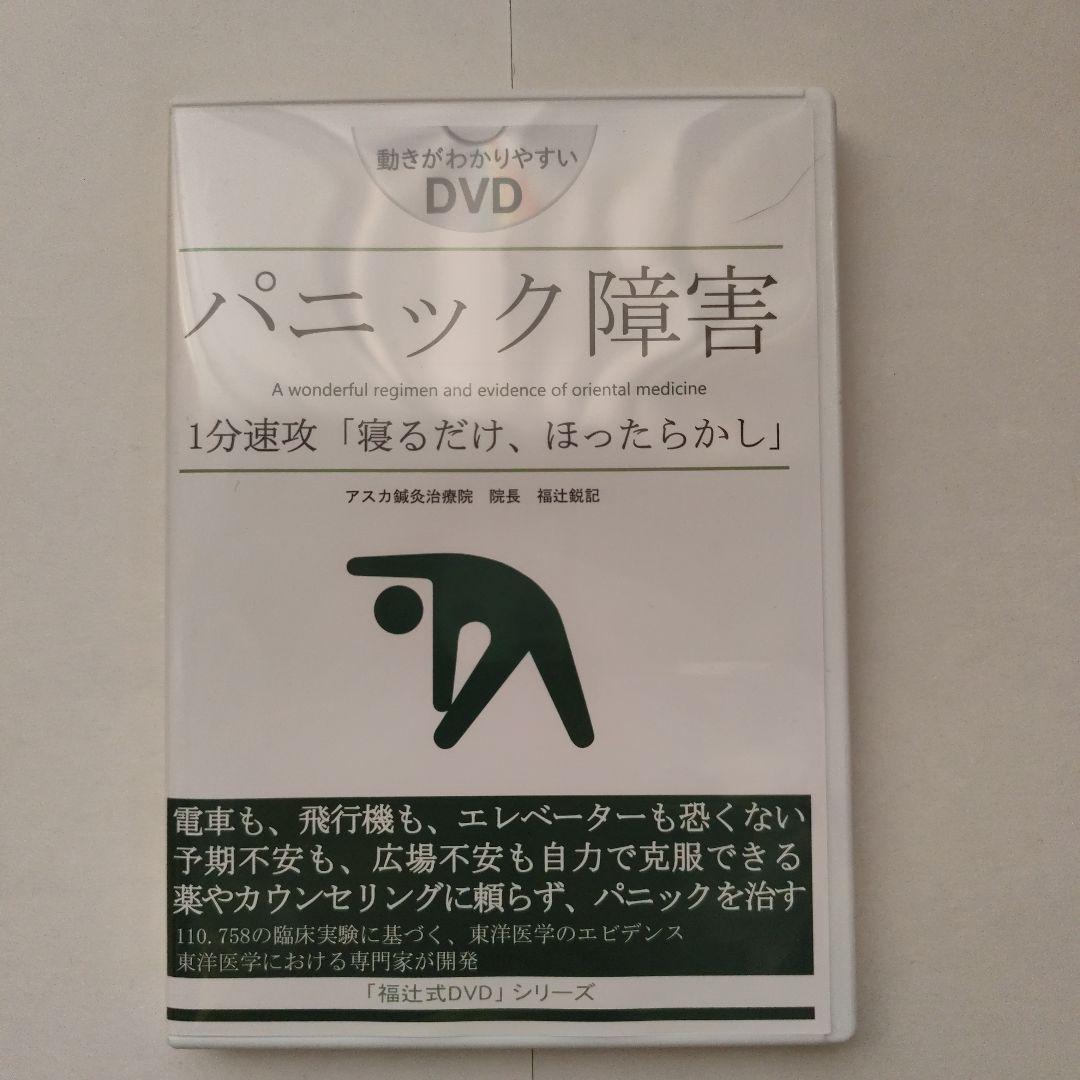 動きがわかりやすい
DVD
パニック障害
A wonderful regimen and evidence of oriental medicine
1分速攻「寝るだけ、ほったらかし」
アスカ鍼灸治療院　院長　福辻鋭記
電車も、飛行機も、エレベーターも恐くない
予期不安も、広場不安も自力で克服できる
薬やカウンセリングに頼らず、パニックを治す
110.758の臨床実験に基づく、東洋医学のエビデンス
東洋医学における専門家が開発
「福辻式DVD」シリーズ